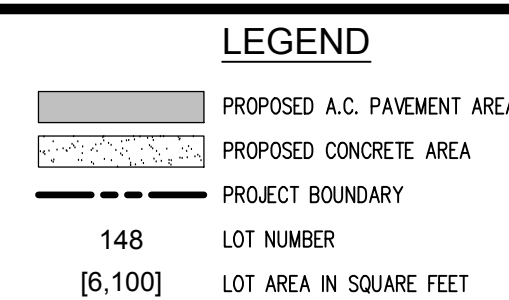 LEGEND
PROPOSED A.C. PAVEMENT AREA
PROPOSED CONCRETE AREA
PROJECT BOUNDARY
148 LOT NUMBER
[6,100] LOT AREA IN SQUARE FEET